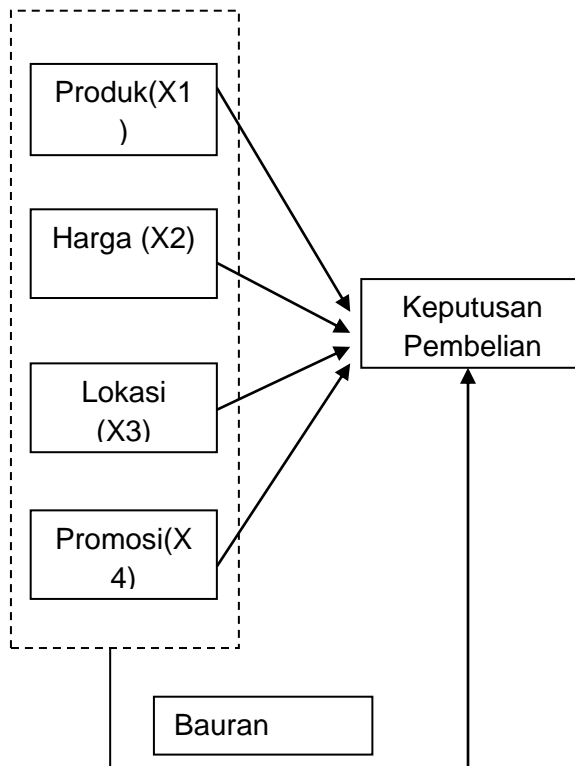 Produk(X1
)
Harga (X2)
Lokasi
(X3)
Promosi(X
4)
Keputusan
Pembelian
Bauran